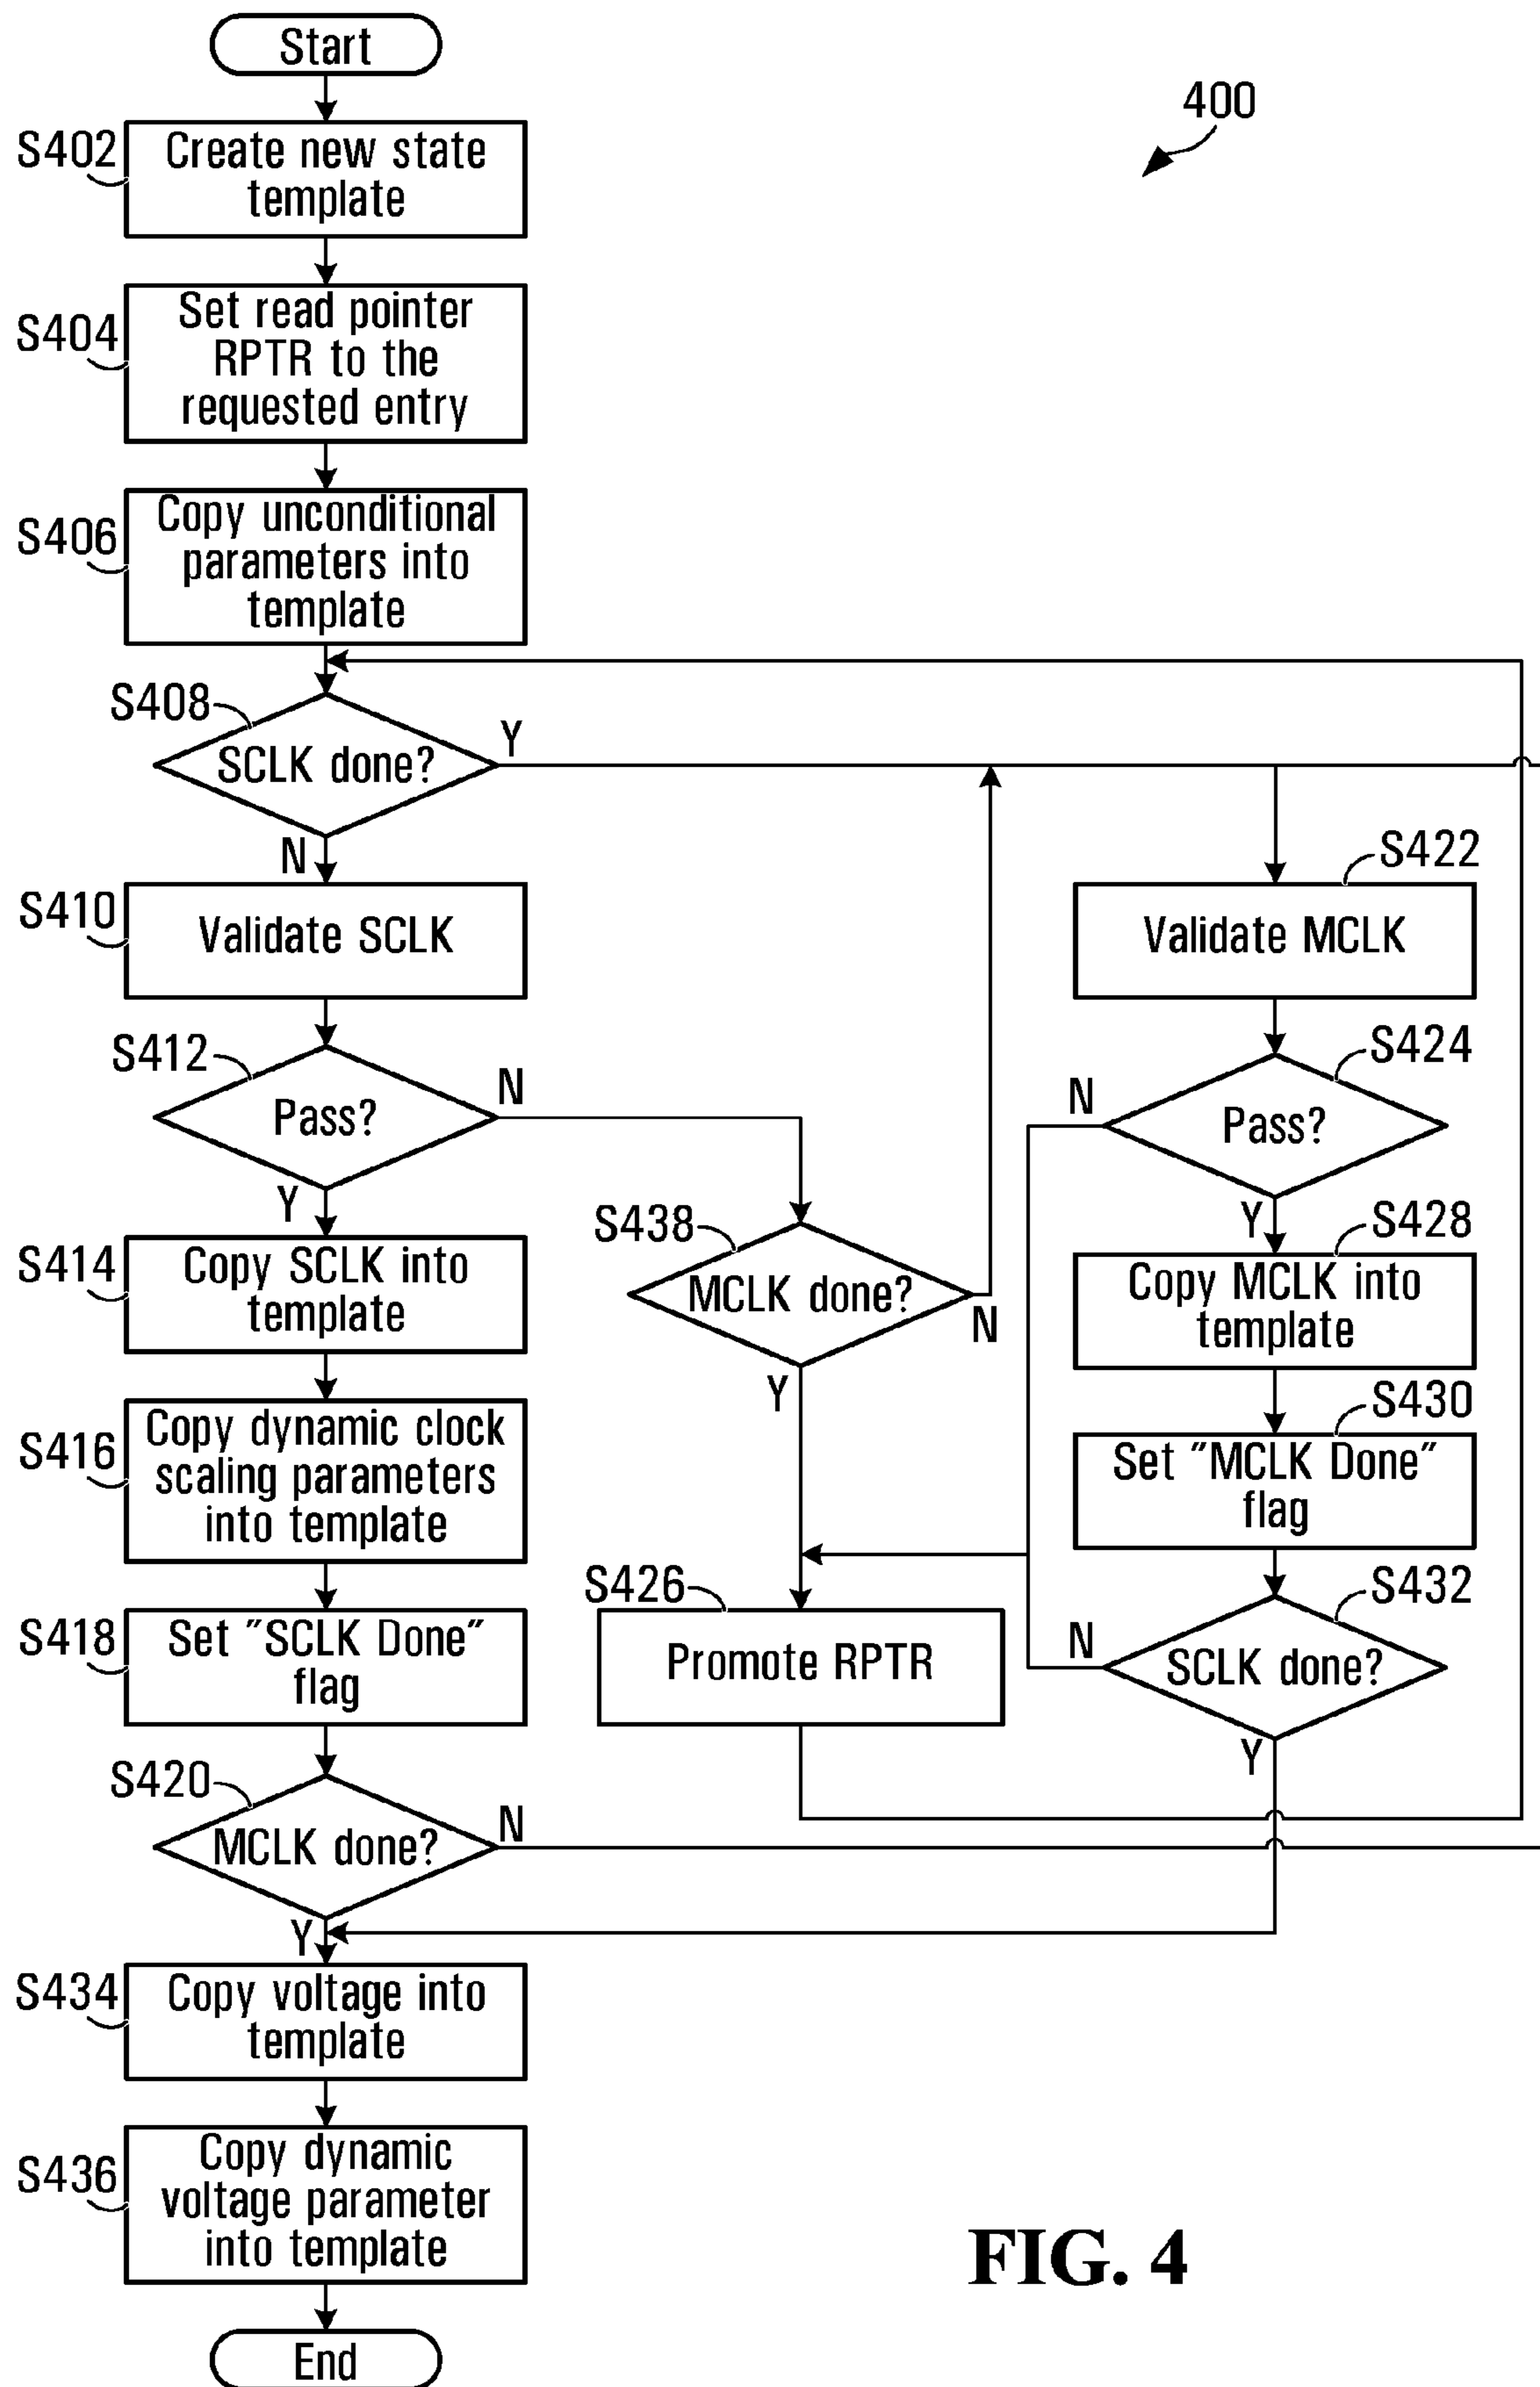 Start
400
S402
Create new state
template
S404
Set read pointer
RPTR to the
requested entry
S406
Copy unconditional
parameters into
template
S408
SCLK done?
Y
N
S410
Validate SCLK
S422
Validate MCLK
S412
Pass?
N
Y
S424
Pass?
N
Y
S414
Copy SCLK into
template
S438
MCLK done?
N
Y
S428
Copy MCLK into
template
S416
Copy dynamic clock
scaling parameters
into template
S430
Set "MCLK Done"
flag
S418
Set "SCLK Done"
flag
S426
Promote RPTR
S432
SCLK done?
N
Y
S420
MCLK done?
N
Y
S434
Copy voltage into
template
S436
Copy dynamic
voltage parameter
into template
End
FIG. 4